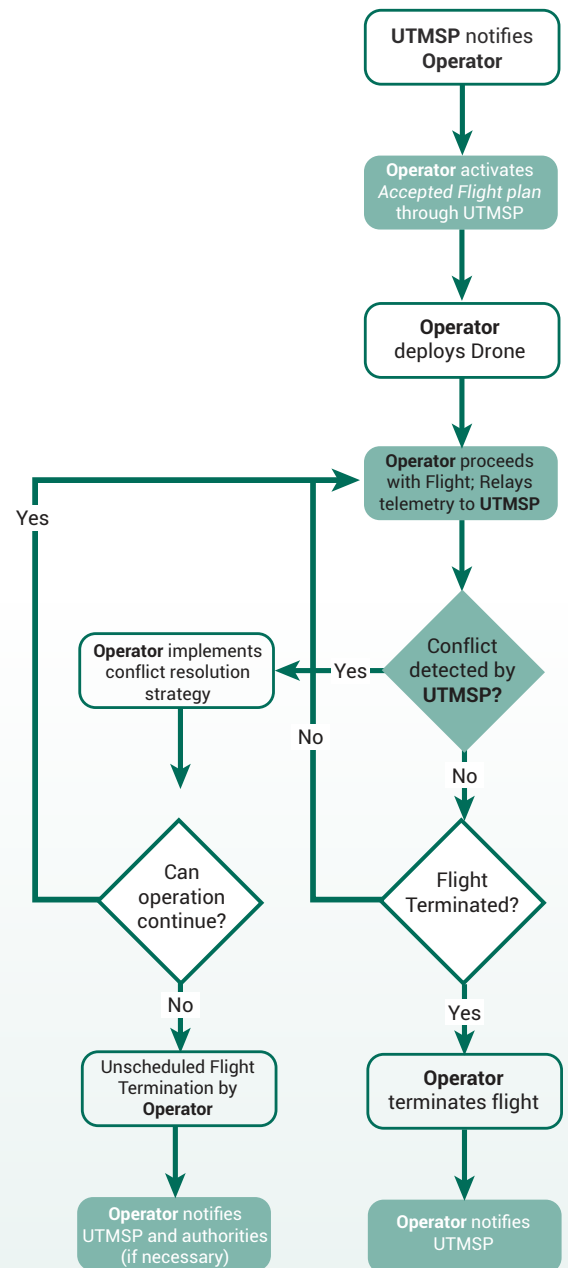 UTMSP notifies
Operator
Operator activates
Accepted Flight plan
through UTMSP
Operator
deploys Drone
Operator proceeds
with Flight; Relays
telemetry to UTMSP
Yes
Conflict
detected by
UTMSP?
Yes
Operator implements
conflict resolution
strategy
No
No
Can
operation
continue?
Flight
Terminated?
No
Yes
Unscheduled Flight
Termination by
Operator
Operator
terminates flight
Operator notifies
UTMSP and authorities
(if necessary)
Operator notifies
UTMSP